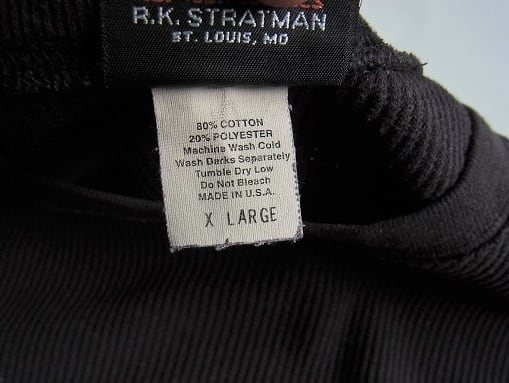 R.K. STRATMAN
ST. LOUIS, MO
80% COTTON
20% POLYESTER
Machine Wash Cold
Wash Darks Separately
Tumble Dry Low
Do Not Bleach
MADE IN U.S.A.
X LARGE